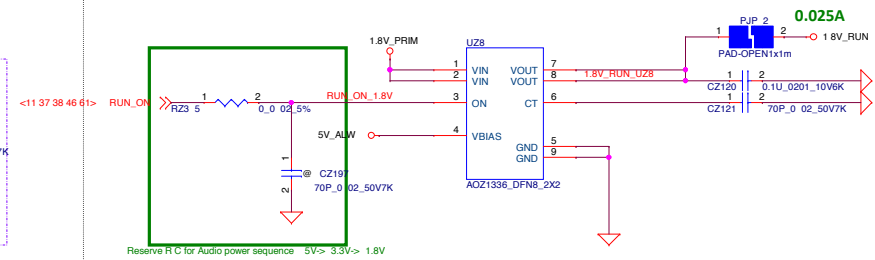 0.025A
PJP 2
1 2
1 8V_RUN
PAD-OPEN1x1m
1.8V_PRIM
UZ8
1 VIN VOUT 7
2 VIN VOUT 8 1.8V_RUN_UZ8
CZ120 1 2 0.1U_0201_10V6K
<11 37 38 46 61> RUN_ON 1 2 RUN_ON_1.8V 3 ON CT 6
RZ3 5 0_0 02_5%
CZ121 1 2 70P_0 02_50V7K
5V_ALW 4 VBIAS
GND 5
GND 9
1
2
@ CZ197
70P_0 02_50V7K
AOZ1336_DFN8_2X2
Reserve R C for Audio power sequence 5V-> 3.3V-> 1.8V
K